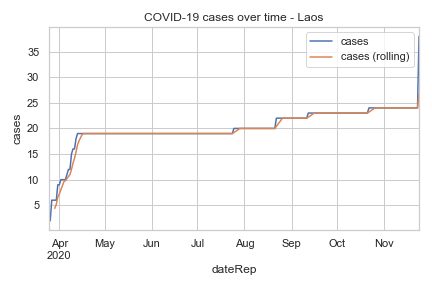 COVID-19 cases over time - Laos
cases
cases (rolling)
35
30
25
20
15
10
5
cases
Apr
2020
May
Jun
Jul
Aug
Sep
Oct
Nov
dateRep